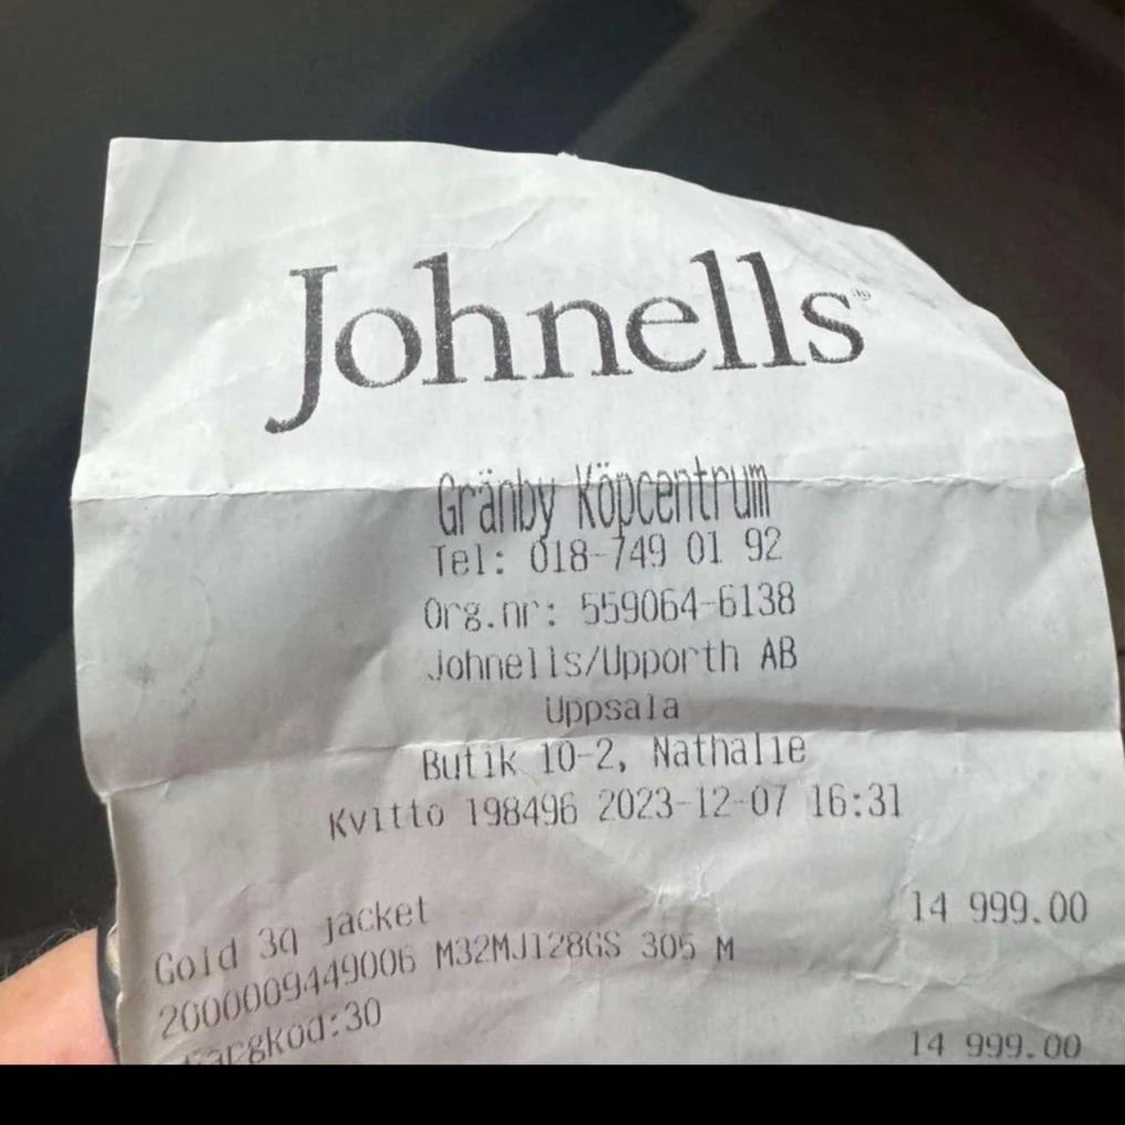 Johnells®
Gränby Köpcentrum
Tel: 018-749 01 92
Org.nr: 559064-6138
Johnells/Upporth AB
Uppsala
Butik 10-2, Nathalie
Kvitto 198496 2023-12-07 16:31
Gold 3q jacket 14 999.00
2000009449006 M32MJ128GS 305 M
Färgkod:30
14 999.00